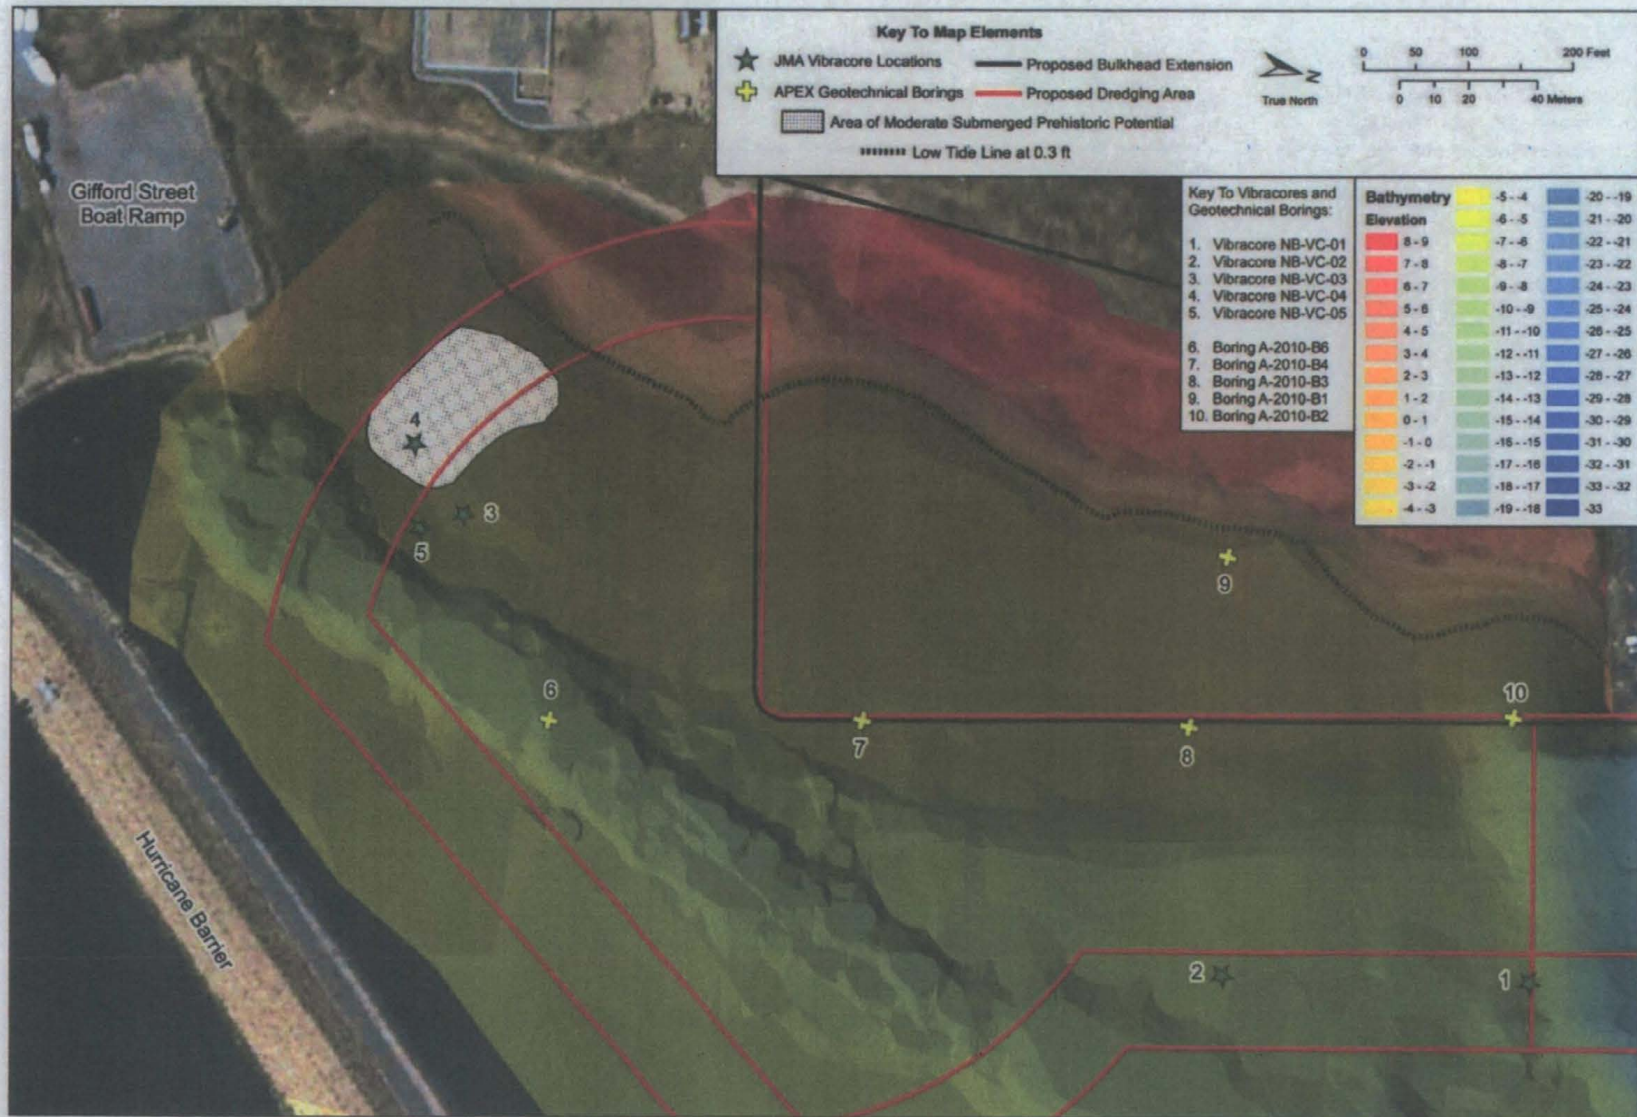 Key To Map Elements
JMA Vibracore Locations
Proposed Bulkhead Extension
APEX Geotechnical Borings
Proposed Dredging Area
Area of Moderate Submerged Prehistoric Potential
Low Tide Line at 0.3 ft
N
True North
0 50 100 200 Feet
0 10 20 40 Meters
Gifford Street
Boat Ramp
Key To Vibracores and
Geotechnical Borings:
1. Vibracore NB-VC-01
2. Vibracore NB-VC-02
3. Vibracore NB-VC-03
4. Vibracore NB-VC-04
5. Vibracore NB-VC-05
6. Boring A-2010-B6
7. Boring A-2010-B4
8. Boring A-2010-B3
9. Boring A-2010-B1
10. Boring A-2010-B2
Bathymetry
Elevation
8 - 9
7 - 8
6 - 7
5 - 6
4 - 5
3 - 4
2 - 3
1 - 2
0 - 1
-1 - 0
-2 - -1
-3 - -2
-4 - -3
-5 - -4
-6 - -5
-7 - -6
-8 - -7
-9 - -8
-10 - -9
-11 - -10
-12 - -11
-13 - -12
-14 - -13
-15 - -14
-16 - -15
-17 - -16
-18 - -17
-19 - -18
-20 - -19
-21 - -20
-22 - -21
-23 - -22
-24 - -23
-25 - -24
-26 - -25
-27 - -26
-28 - -27
-29 - -28
-30 - -29
-31 - -30
-32 - -31
-33 - -32
-33
4
3
5
9
6
10
7
8
Hurricane Barrier
2
1